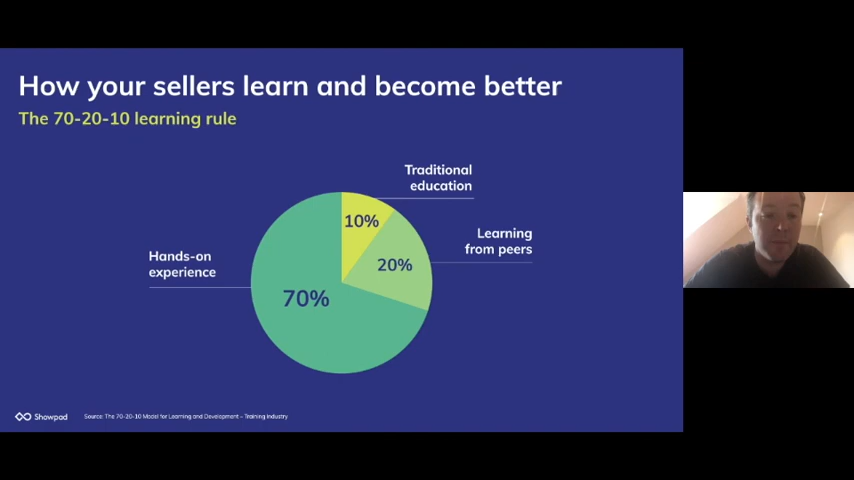 How your sellers learn and become better
The 70-20-10 learning rule
Traditional
education
10%
Learning
from peers
20%
Hands-on
experience
70%
Showpad
Source: The 70-20-10 Model for Learning and Development – Training Industry